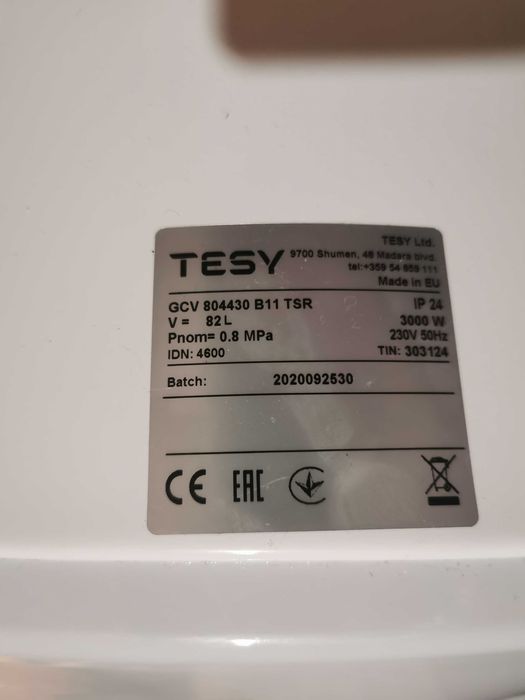 TESY Ltd.
TESY 9700 Shumen, 48 Madara blvd.
tel:+359 54 859 111
Made in EU
GCV 804430 B11 TSR IP 24
V = 82 L 3000 W
Pnom= 0.8 MPa 230V 50Hz
IDN: 4600 TIN: 303124
Batch: 2020092530
CE EAC